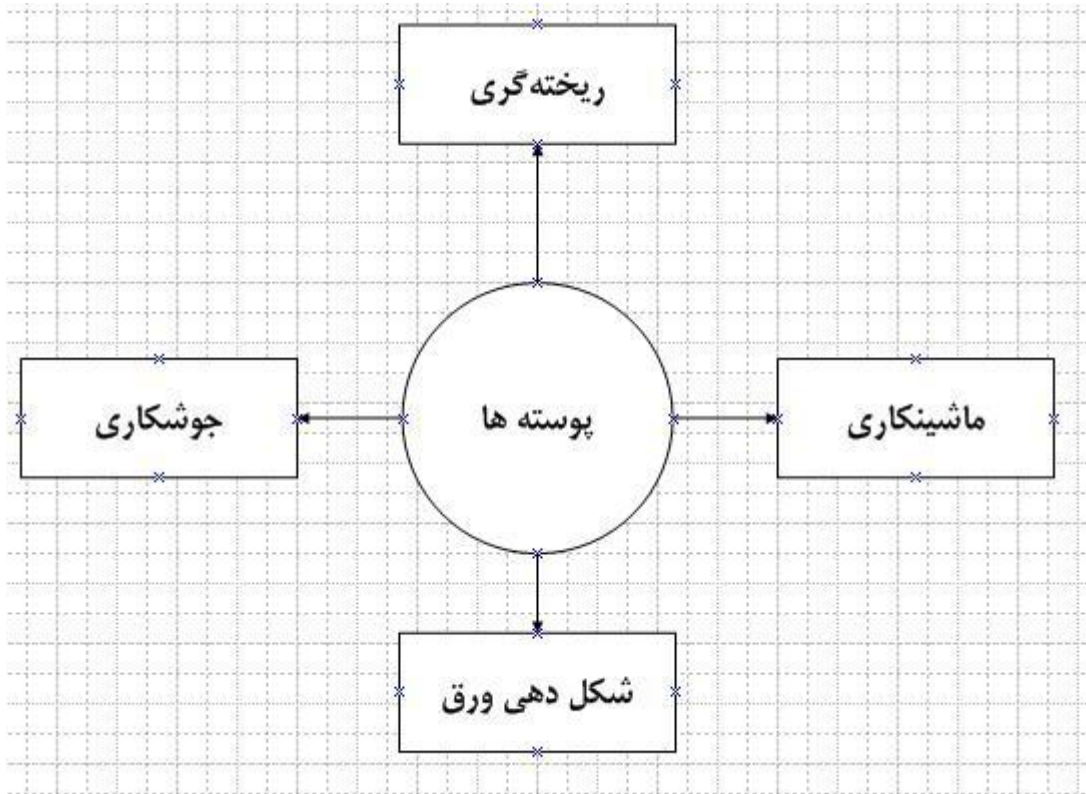 ریخته‌گری
ماشینکاری
پوسته ها
جوشکاری
شکل دهی ورق